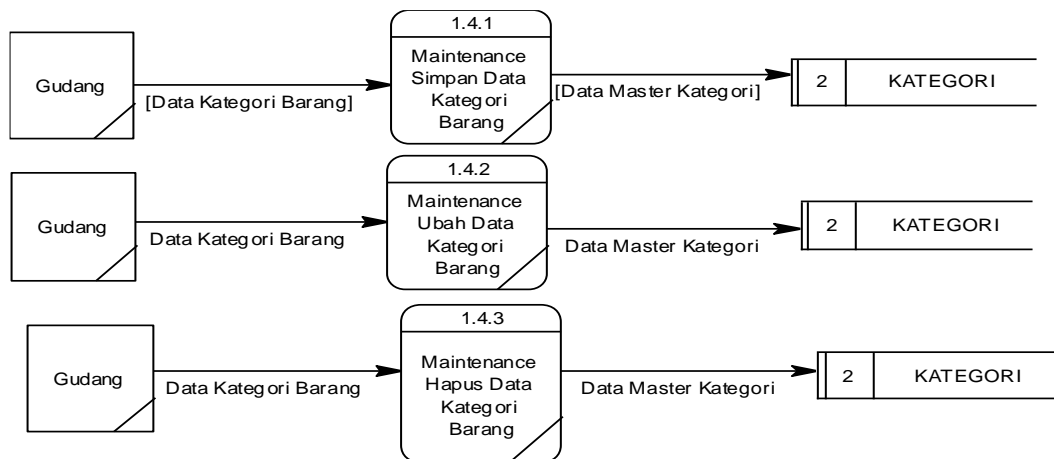 1.4.1
Gudang
[Data Kategori Barang]
Maintenance
Simpan Data
Kategori
Barang
[Data Master Kategori]
2
KATEGORI
1.4.2
Gudang
Data Kategori Barang
Maintenance
Ubah Data
Kategori
Barang
Data Master Kategori
2
KATEGORI
1.4.3
Gudang
Data Kategori Barang
Maintenance
Hapus Data
Kategori
Barang
Data Master Kategori
2
KATEGORI